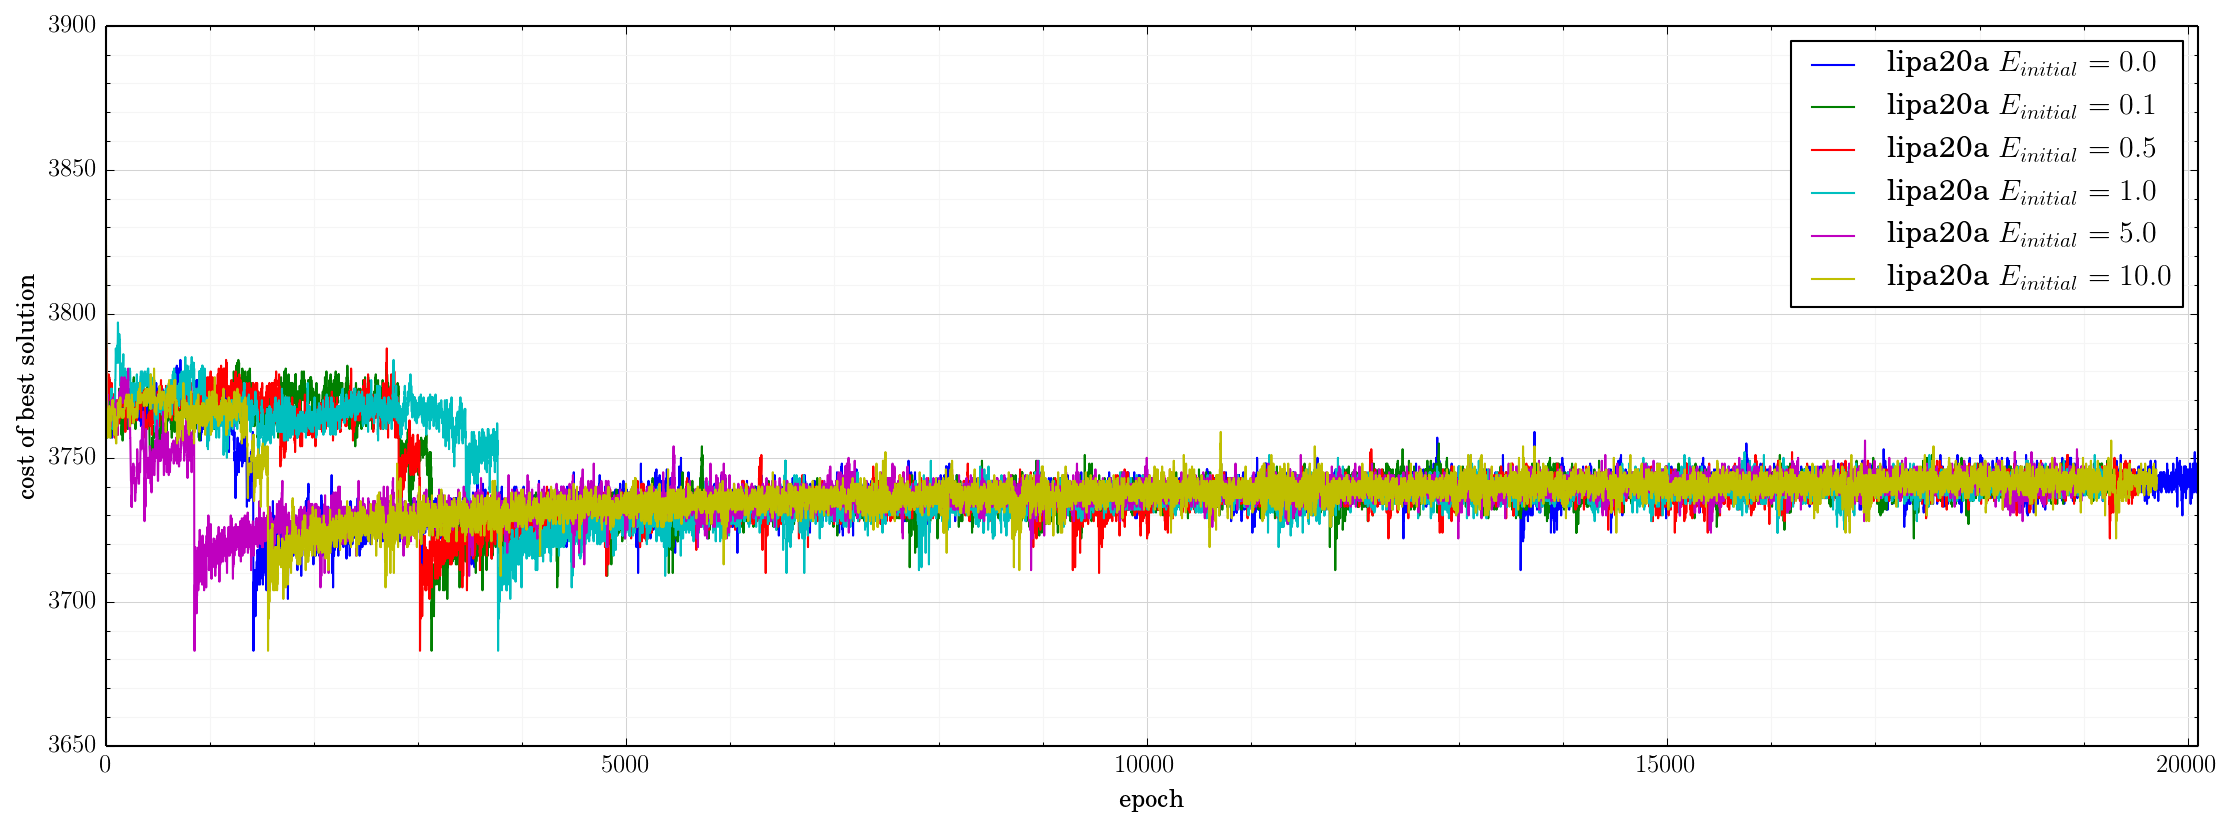 3900
3850
3800
3750
3700
3650
cost of best solution
0 5000 10000 15000 20000
epoch
lipa20a E_initial = 0.0
lipa20a E_initial = 0.1
lipa20a E_initial = 0.5
lipa20a E_initial = 1.0
lipa20a E_initial = 5.0
lipa20a E_initial = 10.0